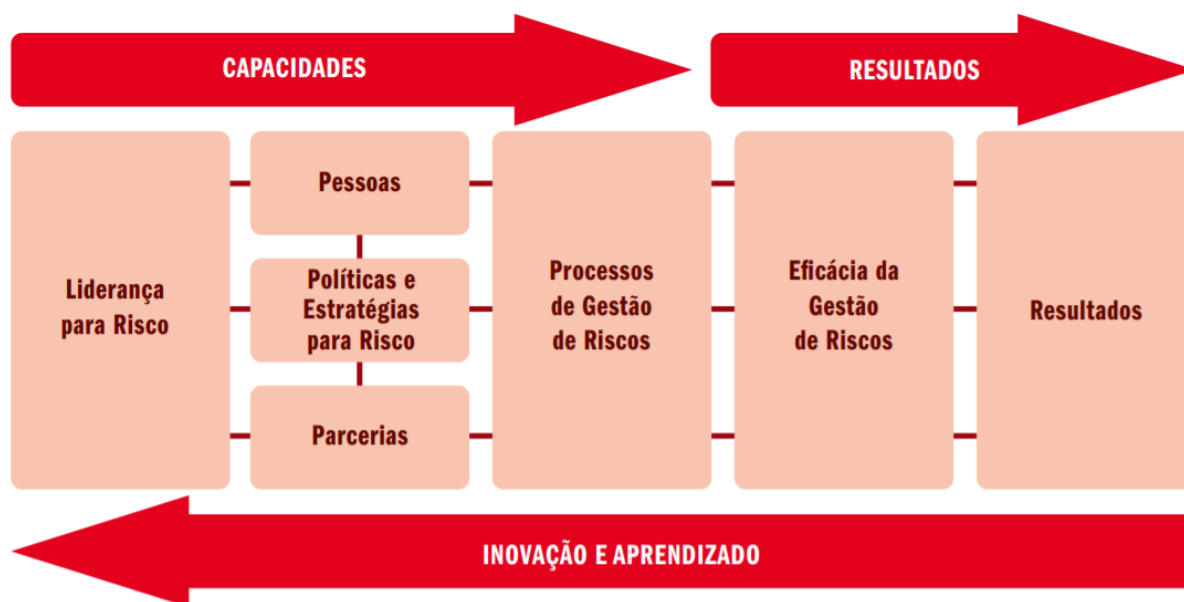 CAPACIDADES
RESULTADOS
Liderança
para Risco
Pessoas
Políticas e
Estratégias
para Risco
Parcerias
Processos
de Gestão
de Riscos
Eficácia da
Gestão
de Riscos
Resultados
INOVAÇÃO E APRENDIZADO